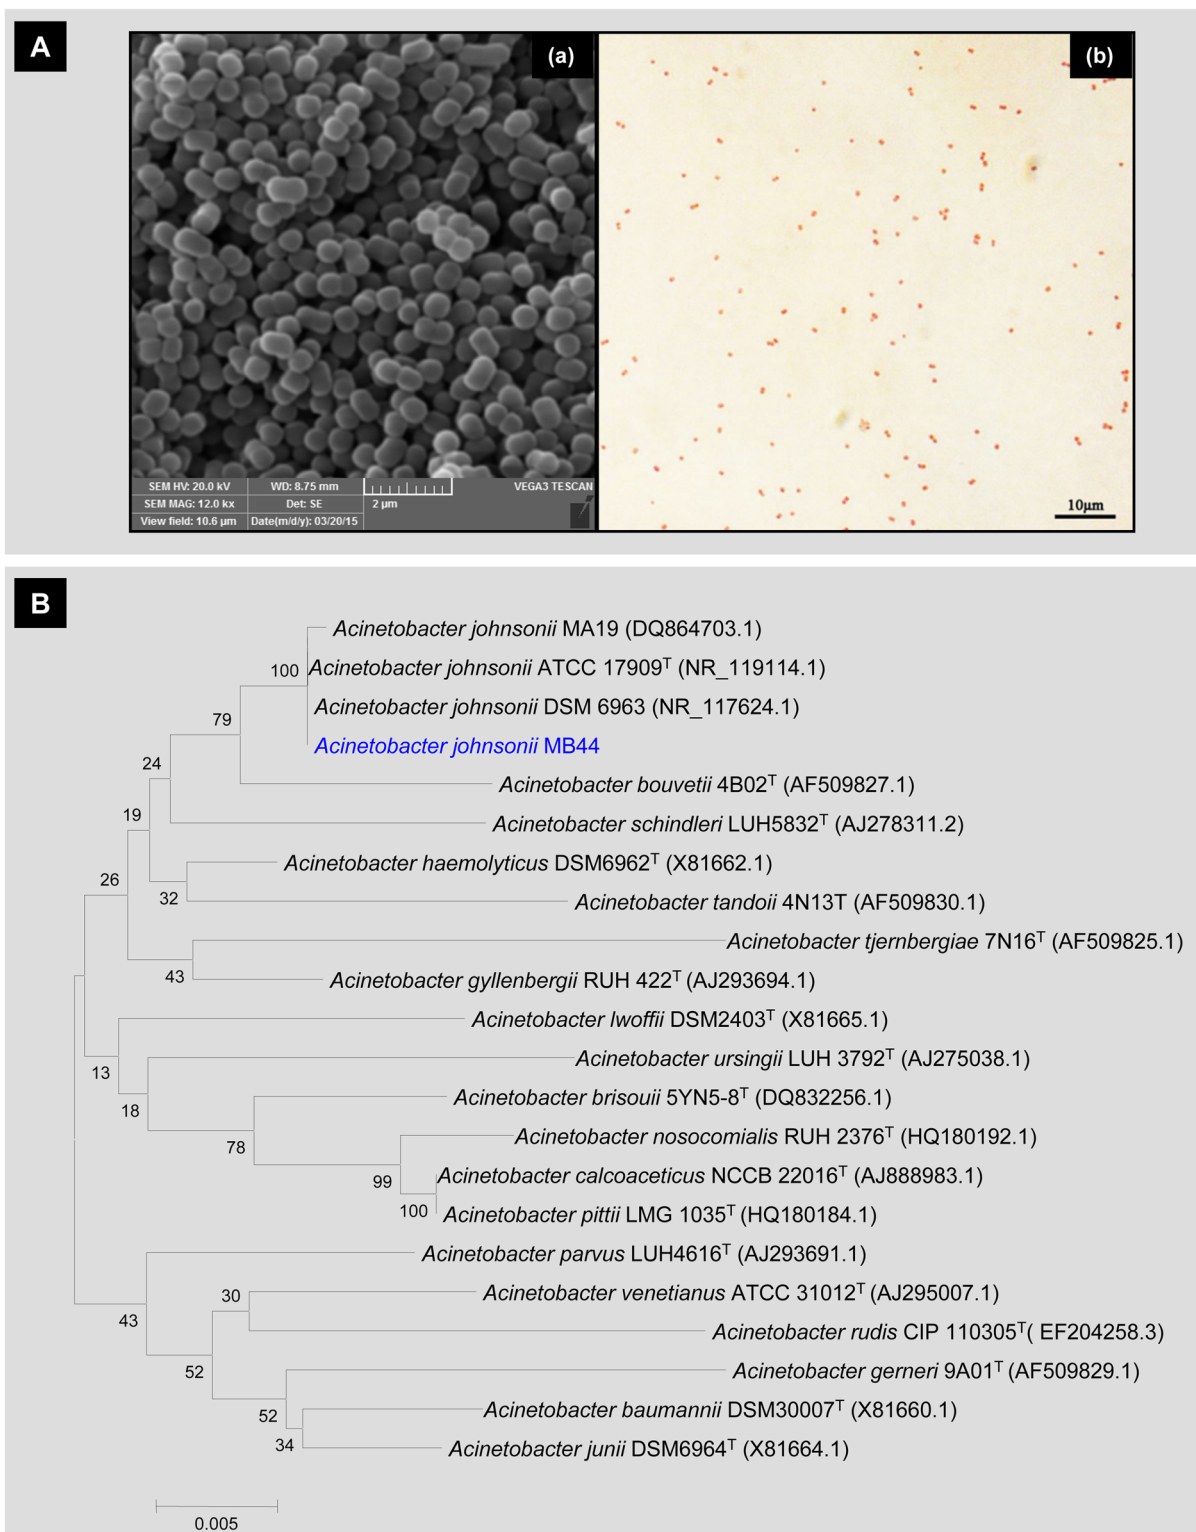 A
(a)
(b)
SEM HV: 20.0 kV
WD: 8.75 mm
VEGA3 TESCAN
SEM MAG: 12.0 kx
Det: SE
2 µm
View field: 10.6 µm
Date(m/d/y): 03/20/15
10µm
B
Acinetobacter johnsonii MA19 (DQ864703.1)
100
Acinetobacter johnsonii ATCC 17909ᵀ (NR_119114.1)
Acinetobacter johnsonii DSM 6963 (NR_117624.1)
79
Acinetobacter johnsonii MB44
24
Acinetobacter bouvetii 4B02ᵀ (AF509827.1)
19
Acinetobacter schindleri LUH5832ᵀ (AJ278311.2)
Acinetobacter haemolyticus DSM6962ᵀ (X81662.1)
26
32
Acinetobacter tandoii 4N13T (AF509830.1)
Acinetobacter tjernbergiae 7N16ᵀ (AF509825.1)
43
Acinetobacter gyllenbergii RUH 422ᵀ (AJ293694.1)
Acinetobacter lwoffii DSM2403ᵀ (X81665.1)
13
Acinetobacter ursingii LUH 3792ᵀ (AJ275038.1)
18
Acinetobacter brisouii 5YN5-8ᵀ (DQ832256.1)
78
Acinetobacter nosocomialis RUH 2376ᵀ (HQ180192.1)
99
Acinetobacter calcoaceticus NCCB 22016ᵀ (AJ888983.1)
100
Acinetobacter pittii LMG 1035ᵀ (HQ180184.1)
Acinetobacter parvus LUH4616ᵀ (AJ293691.1)
43
30
Acinetobacter venetianus ATCC 31012ᵀ (AJ295007.1)
Acinetobacter rudis CIP 110305ᵀ( EF204258.3)
52
Acinetobacter gerneri 9A01ᵀ (AF509829.1)
52
Acinetobacter baumannii DSM30007ᵀ (X81660.1)
34
Acinetobacter junii DSM6964ᵀ (X81664.1)
0.005